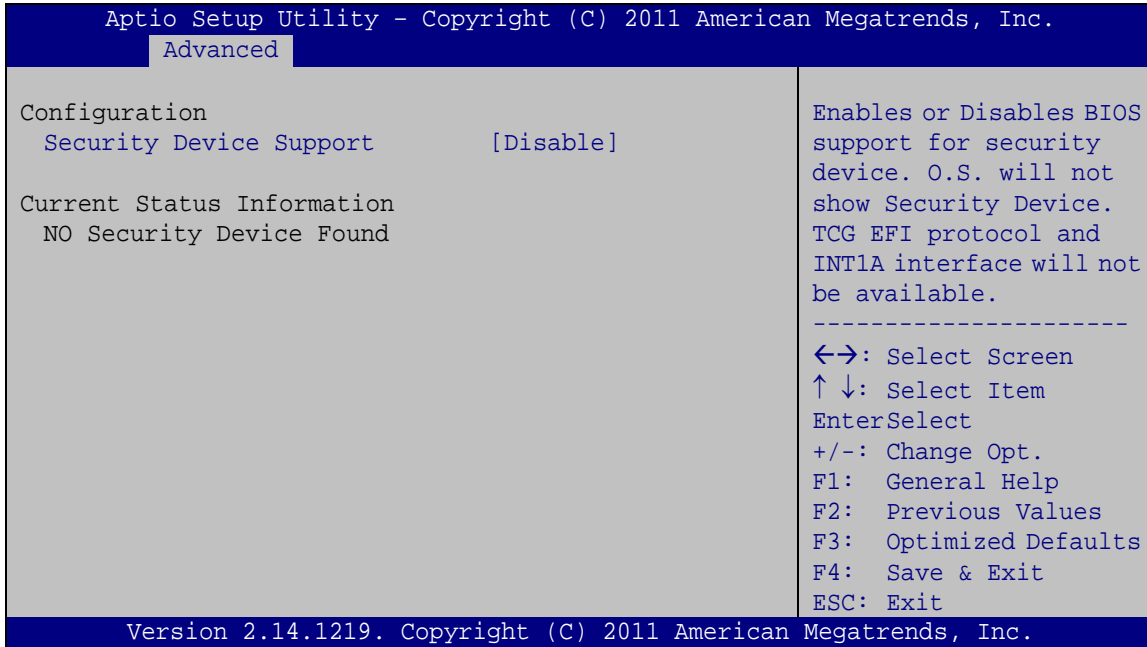 Aptio Setup Utility – Copyright (C) 2011 American Megatrends, Inc.
Advanced
Configuration
Security Device Support [Disable]
Current Status Information
NO Security Device Found
Enables or Disables BIOS
support for security
device. O.S. will not
show Security Device.
TCG EFI protocol and
INT1A interface will not
be available.
----------------------
←→: Select Screen
↑ ↓: Select Item
EnterSelect
+/-: Change Opt.
F1: General Help
F2: Previous Values
F3: Optimized Defaults
F4: Save & Exit
ESC: Exit
Version 2.14.1219. Copyright (C) 2011 American Megatrends, Inc.